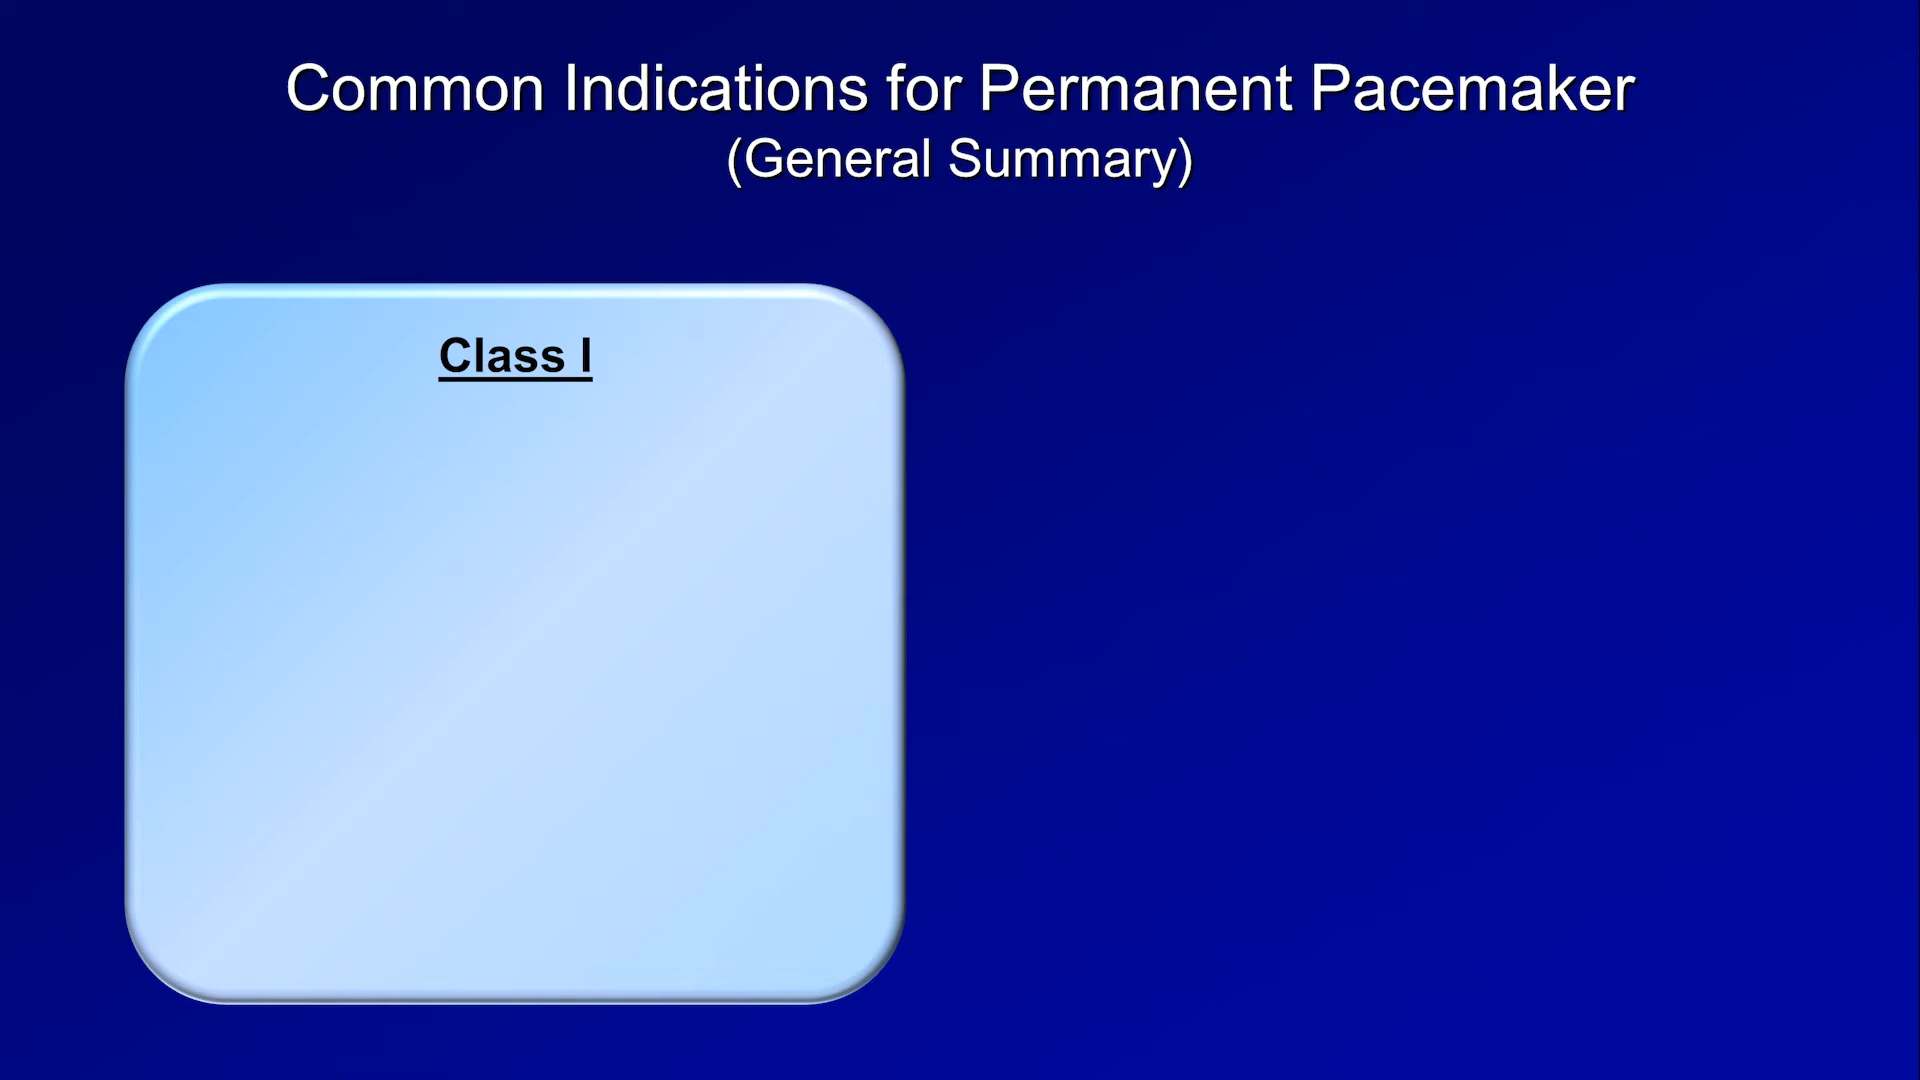 Common Indications for Permanent Pacemaker
(General Summary)
Class I